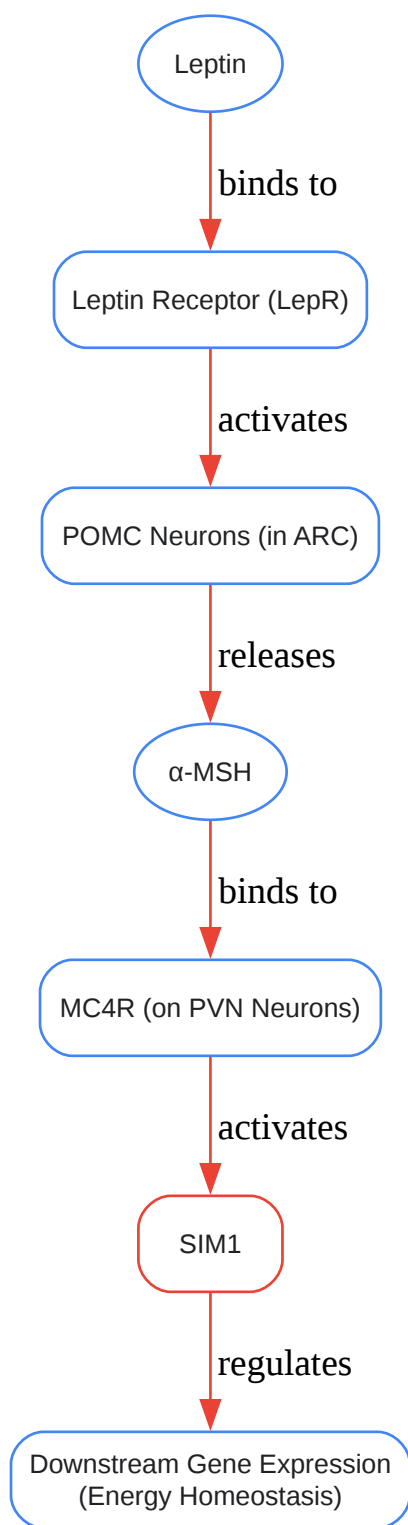 Leptin
binds to
Leptin Receptor (LepR)
activates
POMC Neurons (in ARC)
releases
α-MSH
binds to
MC4R (on PVN Neurons)
activates
SIM1
regulates
Downstream Gene Expression
(Energy Homeostasis)